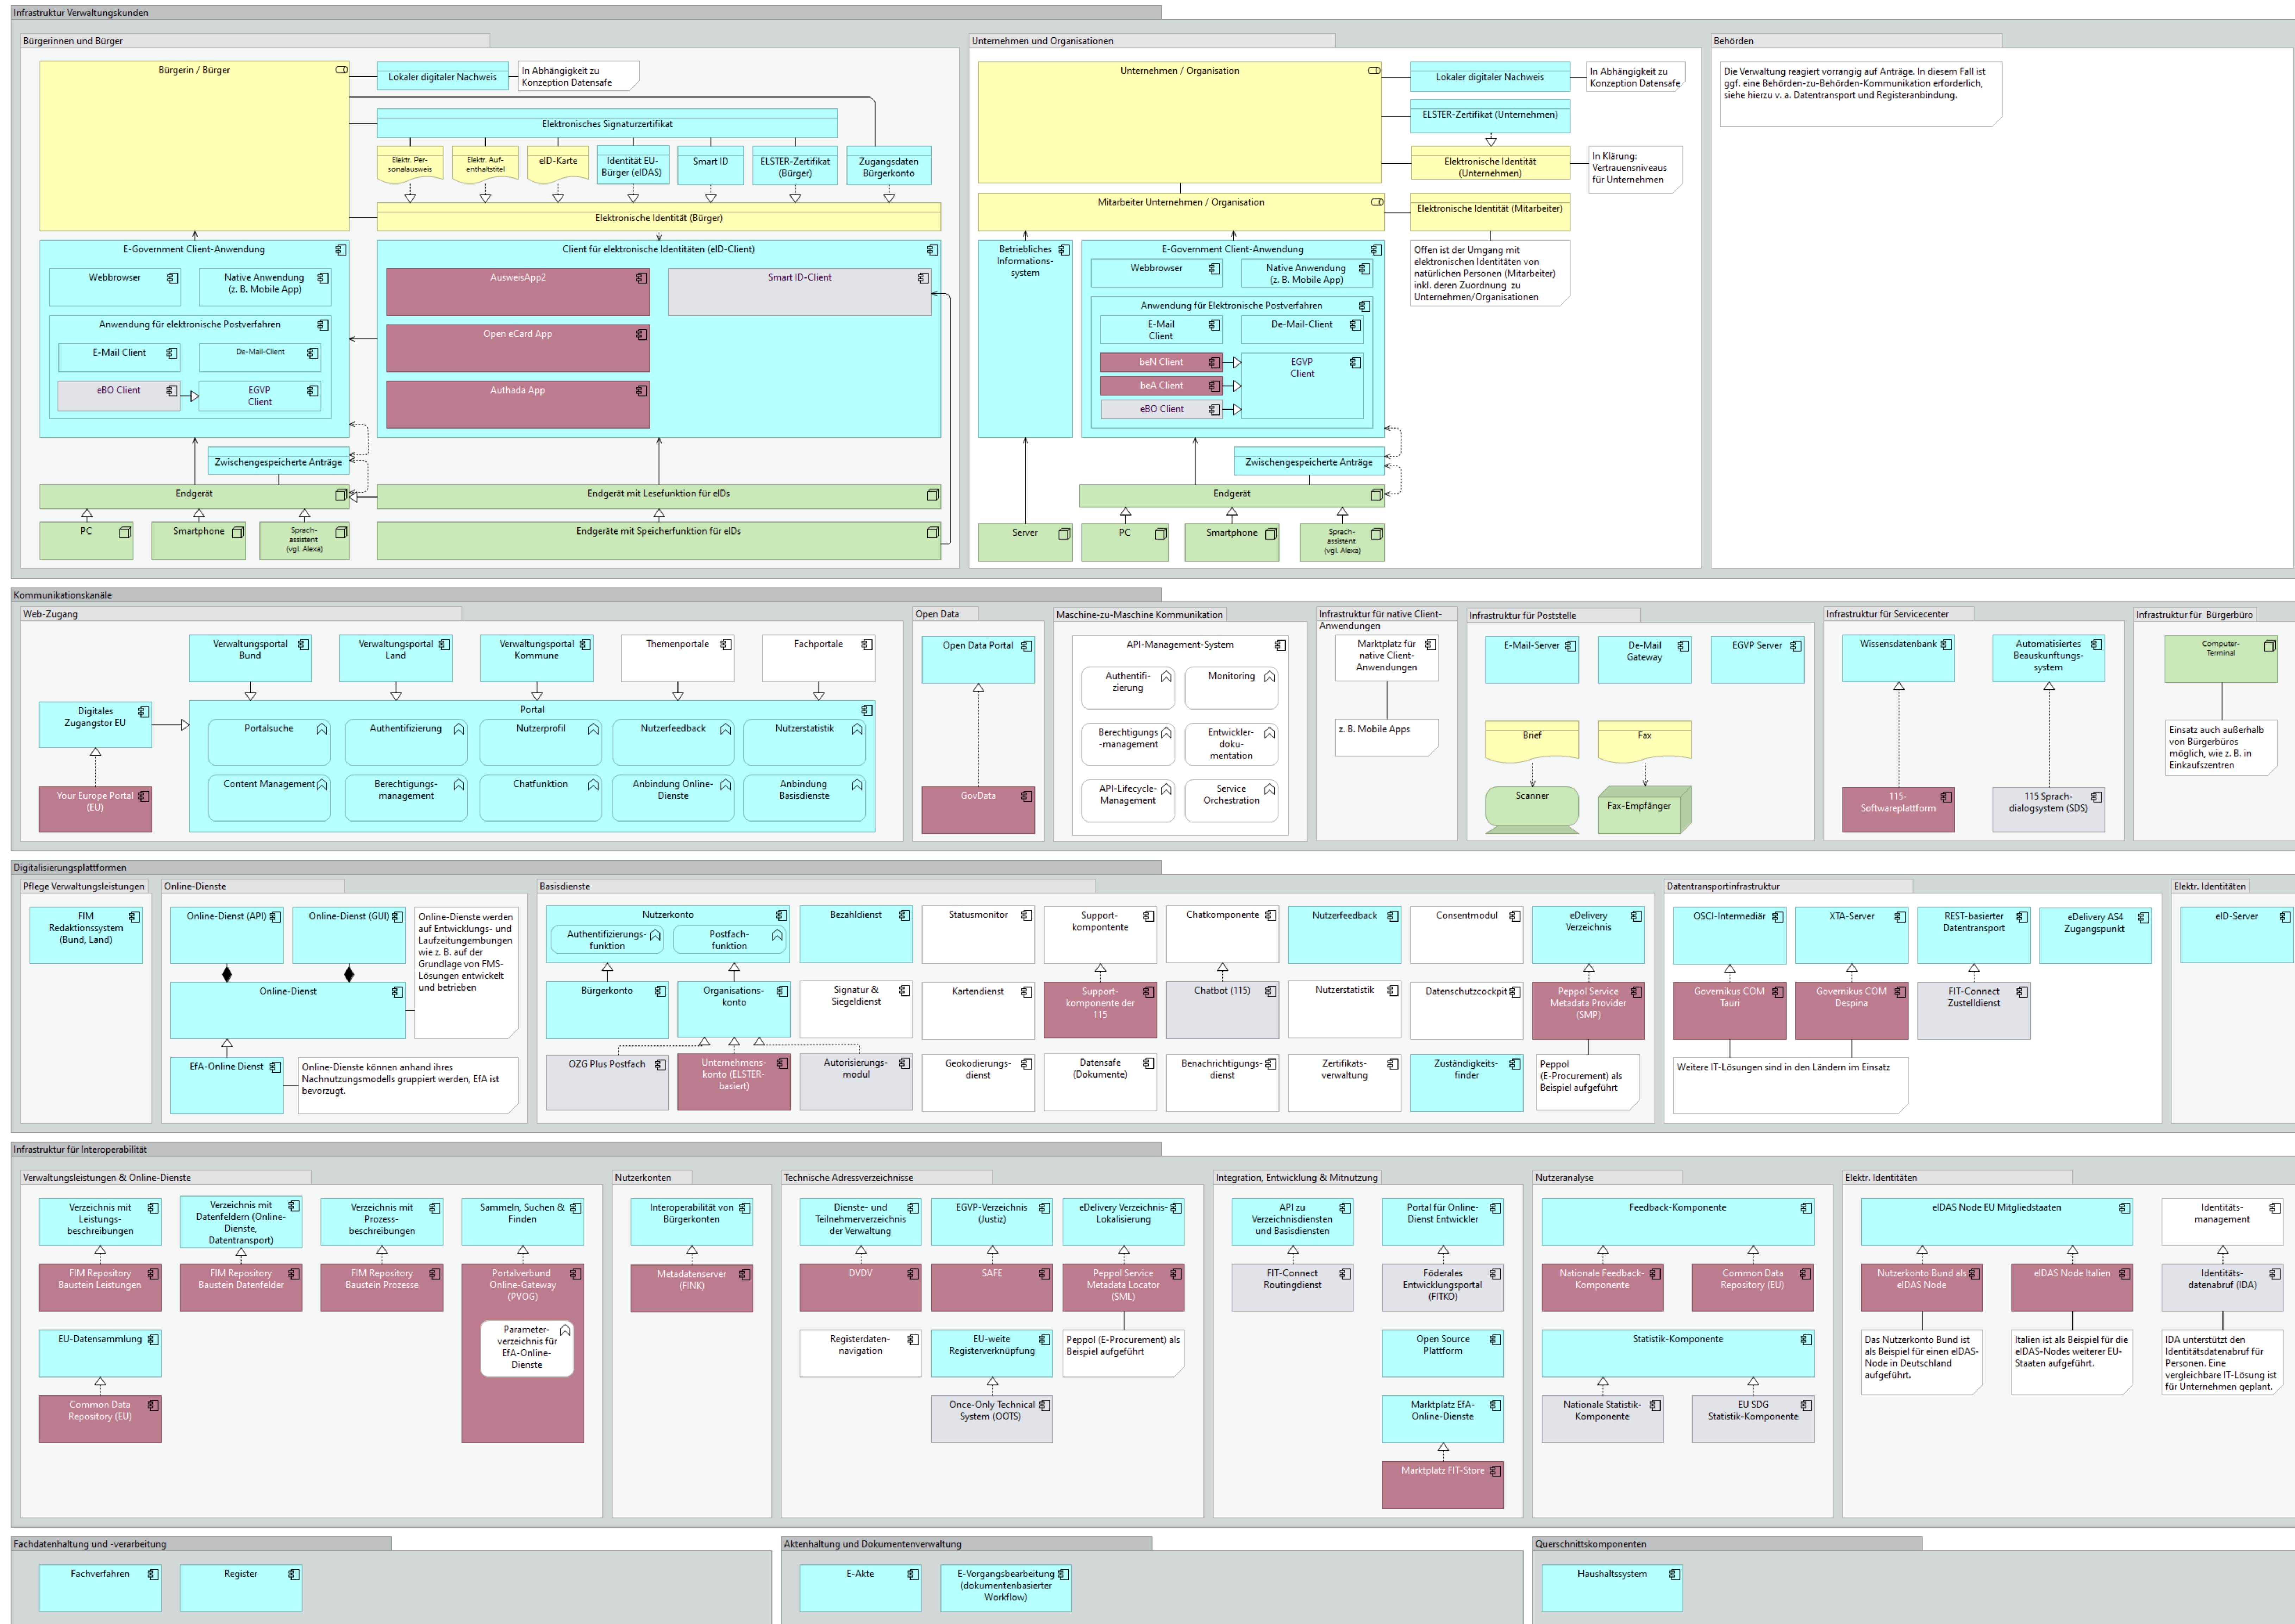 Infrastruktur Verwaltungskunden
Bürgerinnen und Bürger
Bürgerin / Bürger
Lokaler digitaler Nachweis
In Abhängigkeit zu
Konzeption Datensafe
Elektronisches Signaturzertifikat
Elektr. Per-
sonalausweis
Elektr. Auf-
enthaltstitel
eID-Karte
Identität EU-
Bürger (eIDAS)
Smart ID
ELSTER-Zertifikat
(Bürger)
Zugangsdaten
Bürgerkonto
Elektronische Identität (Bürger)
E-Government Client-Anwendung
Webbrowser
Native Anwendung
(z. B. Mobile App)
Anwendung für elektronische Postverfahren
E-Mail Client
De-Mail-Client
eBO Client
EGVP
Client
Client für elektronische Identitäten (eID-Client)
AusweisApp2
Smart ID-Client
Open eCard App
Authada App
Zwischengespeicherte Anträge
Endgerät
Endgerät mit Lesefunktion für eIDs
PC
Smartphone
Sprach-
assistent
(vgl. Alexa)
Endgeräte mit Speicherfunktion für eIDs
Unternehmen und Organisationen
Unternehmen / Organisation
Lokaler digitaler Nachweis
In Abhängigkeit zu
Konzeption Datensafe
ELSTER-Zertifikat (Unternehmen)
Elektronische Identität
(Unternehmen)
In Klärung:
Vertrauensniveaus
für Unternehmen
Mitarbeiter Unternehmen / Organisation
Elektronische Identität (Mitarbeiter)
Offen ist der Umgang mit
elektronischen Identitäten von
natürlichen Personen (Mitarbeiter)
inkl. deren Zuordnung zu
Unternehmen/Organisationen
Betriebliches
Informations-
system
E-Government Client-Anwendung
Webbrowser
Native Anwendung
(z. B. Mobile App)
Anwendung für Elektronische Postverfahren
E-Mail
Client
De-Mail-Client
beN Client
beA Client
eBO Client
EGVP
Client
Zwischengespeicherte Anträge
Endgerät
Server
PC
Smartphone
Sprach-
assistent
(vgl. Alexa)
Behörden
Die Verwaltung reagiert vorrangig auf Anträge. In diesem Fall ist
ggf. eine Behörden-zu-Behörden-Kommunikation erforderlich,
siehe hierzu v. a. Datentransport und Registeranbindung.
Kommunikationskanäle
Web-Zugang
Verwaltungsportal
Bund
Verwaltungsportal
Land
Verwaltungsportal
Kommune
Themenportale
Fachportale
Digitales
Zugangstor EU
Your Europe Portal
(EU)
Portal
Portalsuche
Authentifizierung
Nutzerprofil
Nutzerfeedback
Nutzerstatistik
Content Management
Berechtigungs-
management
Chatfunktion
Anbindung Online-
Dienste
Anbindung
Basisdienste
Open Data
Open Data Portal
GovData
Maschine-zu-Maschine Kommunikation
API-Management-System
Authentifi-
zierung
Monitoring
Berechtigungs
-management
Entwickler-
doku-
mentation
API-Lifecycle-
Management
Service
Orchestration
Infrastruktur für native Client-
Anwendungen
Marktplatz für
native Client-
Anwendungen
z. B. Mobile Apps
Infrastruktur für Poststelle
E-Mail-Server
De-Mail
Gateway
EGVP Server
Brief
Fax
Scanner
Fax-Empfänger
Infrastruktur für Servicecenter
Wissensdatenbank
Automatisiertes
Beauskunftungs-
system
115-
Softwareplattform
115 Sprach-
dialogsystem (SDS)
Infrastruktur für Bürgerbüro
Computer-
Terminal
Einsatz auch außerhalb
von Bürgerbüros
möglich, wie z. B. in
Einkaufszentren
Digitalisierungsplattformen
Pflege Verwaltungsleistungen
FIM
Redaktionssystem
(Bund, Land)
Online-Dienste
Online-Dienst (API)
Online-Dienst (GUI)
Online-Dienst
EfA-Online Dienst
Online-Dienste werden
auf Entwicklungs- und
Laufzeitungembungen
wie z. B. auf der
Grundlage von FMS-
Lösungen entwickelt
und betrieben
Online-Dienste können anhand ihres
Nachnutzungsmodells gruppiert werden, EfA ist
bevorzugt.
Basisdienste
Nutzerkonto
Authentifizierungs-
funktion
Postfach-
funktion
Bezahldienst
Statusmonitor
Support-
kompontente
Chatkomponente
Nutzerfeedback
Consentmodul
eDelivery
Verzeichnis
Bürgerkonto
Organisations-
konto
Signatur &
Siegeldienst
Kartendienst
Support-
komponente der
115
Chatbot (115)
Nutzerstatistik
Datenschutzcockpit
Peppol Service
Metadata Provider
(SMP)
OZG Plus Postfach
Unternehmens-
konto (ELSTER-
basiert)
Autorisierungs-
modul
Geokodierungs-
dienst
Datensafe
(Dokumente)
Benachrichtigungs-
dienst
Zertifikats-
verwaltung
Zuständigkeits-
finder
Peppol
(E-Procurement) als
Beispiel aufgeführt
Datentransportinfrastruktur
OSCI-Intermediär
XTA-Server
REST-basierter
Datentransport
eDelivery AS4
Zugangspunkt
Governikus COM
Tauri
Governikus COM
Despina
FIT-Connect
Zustelldienst
Weitere IT-Lösungen sind in den Ländern im Einsatz
Elektr. Identitäten
eID-Server
Infrastruktur für Interoperabilität
Verwaltungsleistungen & Online-Dienste
Verzeichnis mit
Leistungs-
beschreibungen
Verzeichnis mit
Datenfeldern (Online-
Dienste,
Datentransport)
Verzeichnis mit
Prozess-
beschreibungen
Sammeln, Suchen &
Finden
FIM Repository
Baustein Leistungen
FIM Repository
Baustein Datenfelder
FIM Repository
Baustein Prozesse
Portalverbund
Online-Gateway
(PVOG)
Parameter-
verzeichnis für
EfA-Online-
Dienste
EU-Datensammlung
Common Data
Repository (EU)
Nutzerkonten
Interoperabilität von
Bürgerkonten
Metadatenserver
(FINK)
Technische Adressverzeichnisse
Dienste- und
Teilnehmerverzeichnis
der Verwaltung
EGVP-Verzeichnis
(Justiz)
eDelivery Verzeichnis-
Lokalisierung
DVDV
SAFE
Peppol Service
Metadata Locator
(SML)
Registerdaten-
navigation
EU-weite
Registerverknüpfung
Peppol (E-Procurement) als
Beispiel aufgeführt
Once-Only Technical
System (OOTS)
Integration, Entwicklung & Mitnutzung
API zu
Verzeichnisdiensten
und Basisdiensten
Portal für Online-
Dienst Entwickler
FIT-Connect
Routingdienst
Föderales
Entwicklungsportal
(FITKO)
Open Source
Plattform
Marktplatz EfA-
Online-Dienste
Marktplatz FIT-Store
Nutzeranalyse
Feedback-Komponente
Nationale Feedback-
Komponente
Common Data
Repository (EU)
Statistik-Komponente
Nationale Statistik-
Komponente
EU SDG
Statistik-Komponente
Elektr. Identitäten
eIDAS Node EU Mitgliedstaaten
Identitäts-
management
Nutzerkonto Bund als
eIDAS Node
eIDAS Node Italien
Identitäts-
datenabruf (IDA)
Das Nutzerkonto Bund ist
als Beispiel für einen eIDAS-
Node in Deutschland
aufgeführt.
Italien ist als Beispiel für die
eIDAS-Nodes weiterer EU-
Staaten aufgeführt.
IDA unterstützt den
Identitätsdatenabruf für
Personen. Eine
vergleichbare IT-Lösung ist
für Unternehmen geplant.
Fachdatenhaltung und -verarbeitung
Fachverfahren
Register
Aktenhaltung und Dokumentenverwaltung
E-Akte
E-Vorgangsbearbeitung
(dokumentenbasierter
Workflow)
Querschnittskomponenten
Haushaltssystem